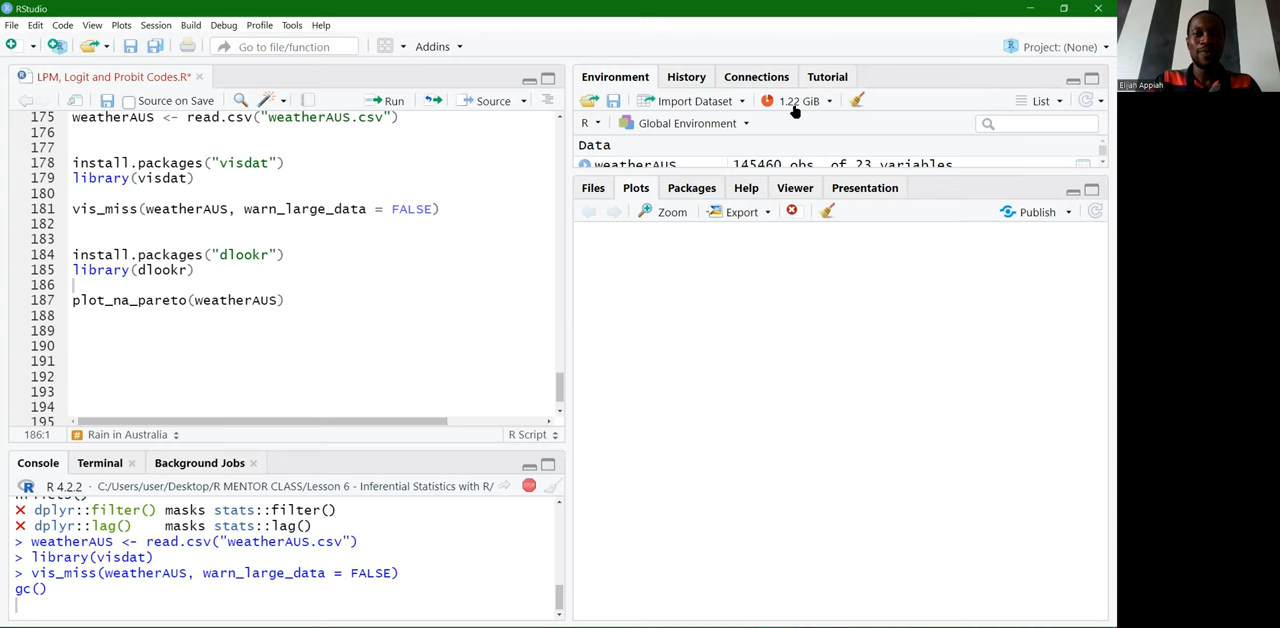 RStudio
File Edit Code View Plots Session Build Debug Profile Tools Help
Go to file/function Addins Project: (None)
LPM, Logit and Probit Codes.R*
Source on Save Run Source
175 weatherAUS <- read.csv("weatherAUS.csv")
176
177
178 install.packages("visdat")
179 library(visdat)
180
181 vis_miss(weatherAUS, warn_large_data = FALSE)
182
183
184 install.packages("dlookr")
185 library(dlookr)
186
187 plot_na_pareto(weatherAUS)
188
189
190
191
192
193
194
195
186:1 # Rain in Australia R Script
Console Terminal Background Jobs
R 4.2.2 · C:/Users/user/Desktop/R MENTOR CLASS/Lesson 6 - Inferential Statistics with R/
✕ dplyr::filter() masks stats::filter()
✕ dplyr::lag() masks stats::lag()
> weatherAUS <- read.csv("weatherAUS.csv")
> library(visdat)
> vis_miss(weatherAUS, warn_large_data = FALSE)
gc()
Environment History Connections Tutorial
Import Dataset 1.22 GiB List
R Global Environment
Data
weatherAUS 145460 obs. of 23 variables
Files Plots Packages Help Viewer Presentation
Zoom Export Publish
Elijah Appiah